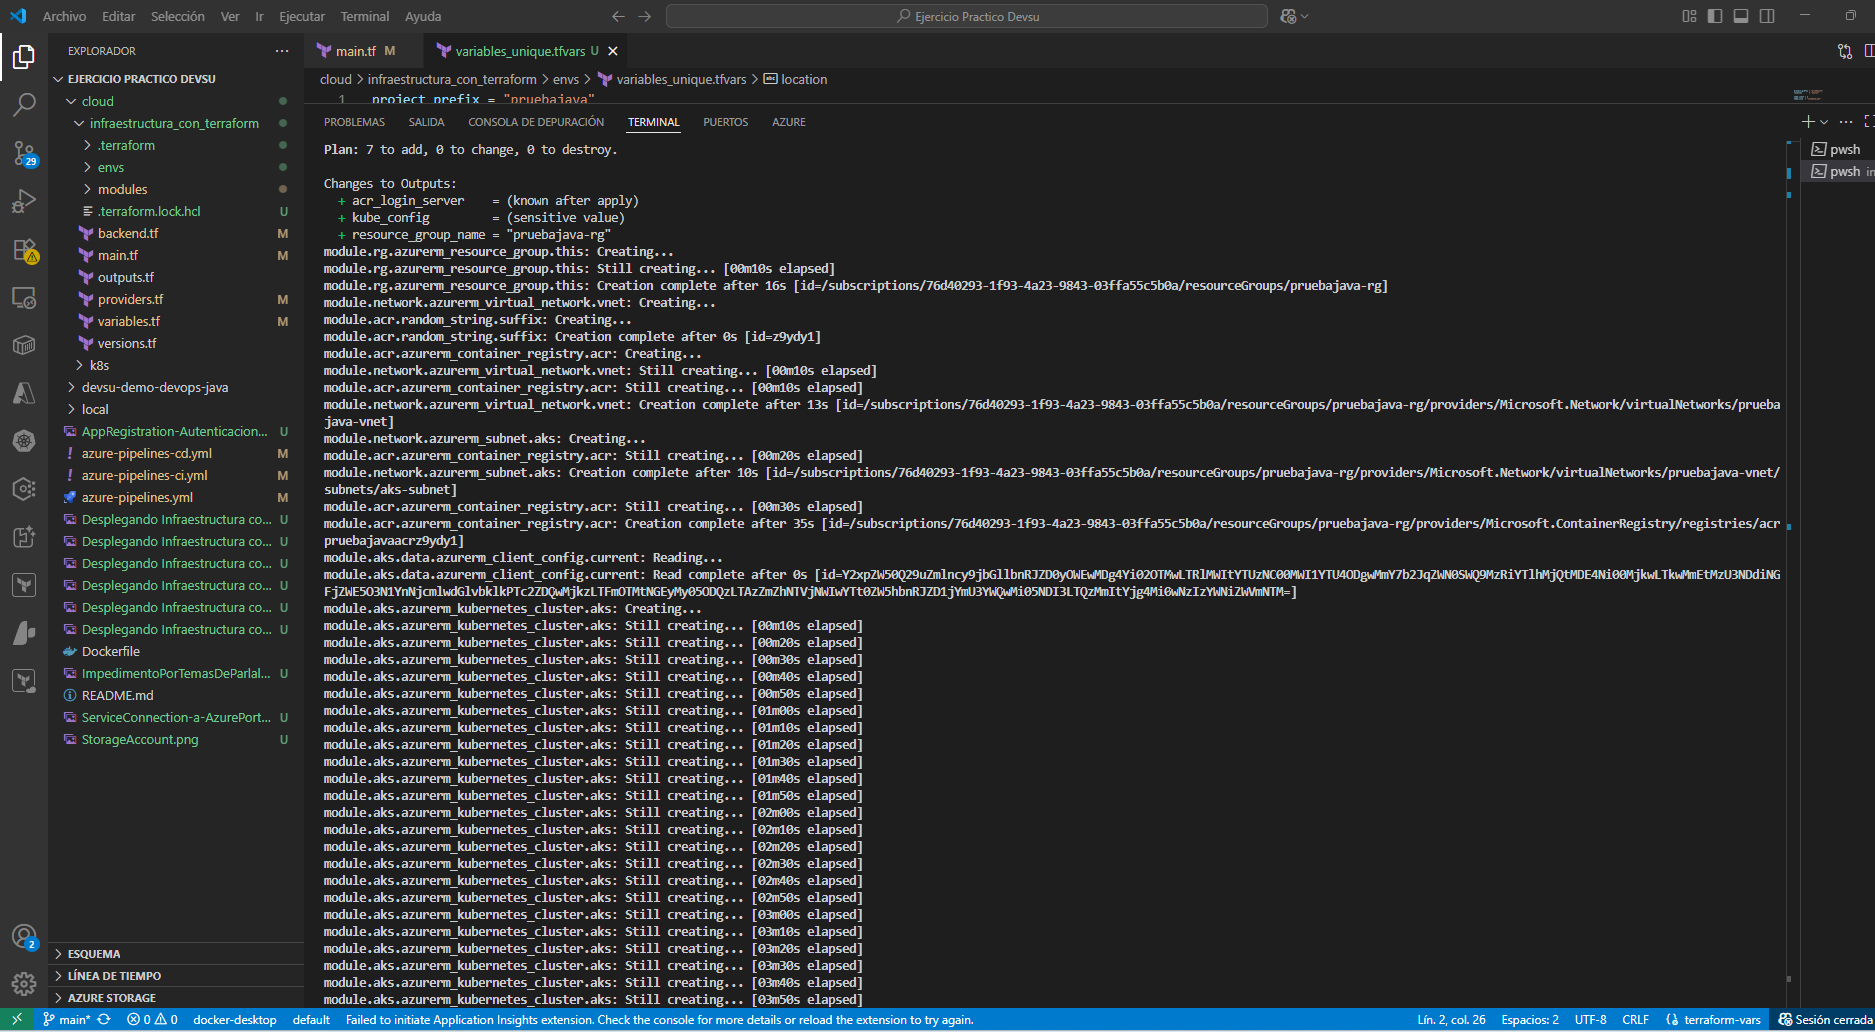 Archivo Editar Selección Ver Ir Ejecutar Terminal Ayuda
Ejercicio Practico Devsu
EXPLORADOR
EJERCICIO PRACTICO DEVSU
cloud
infraestructura_con_terraform
.terraform
envs
modules
.terraform.lock.hcl U
backend.tf M
main.tf M
outputs.tf
providers.tf M
variables.tf M
versions.tf
k8s
devsu-demo-devops-java
local
AppRegistration-Autenticacion... U
azure-pipelines-cd.yml M
azure-pipelines-ci.yml M
azure-pipelines.yml M
Desplegando Infraestructura co... U
Desplegando Infraestructura co... U
Desplegando Infraestructura co... U
Desplegando Infraestructura co... U
Desplegando Infraestructura co... U
Desplegando Infraestructura co... U
Dockerfile
ImpedimentoPorTemasDeParlal... U
README.md
ServiceConnection-a-AzurePort... U
StorageAccount.png U
ESQUEMA
LÍNEA DE TIEMPO
AZURE STORAGE
29
2
main.tf M
variables_unique.tfvars U
cloud > infraestructura_con_terraform > envs > variables_unique.tfvars > location
1 project_prefix = "pruebajava"
PROBLEMAS SALIDA CONSOLA DE DEPURACIÓN TERMINAL PUERTOS AZURE
pwsh
pwsh in
Plan: 7 to add, 0 to change, 0 to destroy.
Changes to Outputs:
+ acr_login_server = (known after apply)
+ kube_config = (sensitive value)
+ resource_group_name = "pruebajava-rg"
module.rg.azurerm_resource_group.this: Creating...
module.rg.azurerm_resource_group.this: Still creating... [00m10s elapsed]
module.rg.azurerm_resource_group.this: Creation complete after 16s [id=/subscriptions/76d40293-1f93-4a23-9843-03ffa55c5b0a/resourceGroups/pruebajava-rg]
module.network.azurerm_virtual_network.vnet: Creating...
module.acr.random_string.suffix: Creating...
module.acr.random_string.suffix: Creation complete after 0s [id=z9ydy1]
module.acr.azurerm_container_registry.acr: Creating...
module.network.azurerm_virtual_network.vnet: Still creating... [00m10s elapsed]
module.acr.azurerm_container_registry.acr: Still creating... [00m10s elapsed]
module.network.azurerm_virtual_network.vnet: Creation complete after 13s [id=/subscriptions/76d40293-1f93-4a23-9843-03ffa55c5b0a/resourceGroups/pruebajava-rg/providers/Microsoft.Network/virtualNetworks/prueba
java-vnet]
module.network.azurerm_subnet.aks: Creating...
module.acr.azurerm_container_registry.acr: Still creating... [00m20s elapsed]
module.network.azurerm_subnet.aks: Creation complete after 10s [id=/subscriptions/76d40293-1f93-4a23-9843-03ffa55c5b0a/resourceGroups/pruebajava-rg/providers/Microsoft.Network/virtualNetworks/pruebajava-vnet/
subnets/aks-subnet]
module.acr.azurerm_container_registry.acr: Still creating... [00m30s elapsed]
module.acr.azurerm_container_registry.acr: Creation complete after 35s [id=/subscriptions/76d40293-1f93-4a23-9843-03ffa55c5b0a/resourceGroups/pruebajava-rg/providers/Microsoft.ContainerRegistry/registries/acr
pruebajavaacrz9ydy1]
module.aks.data.azurerm_client_config.current: Reading...
module.aks.data.azurerm_client_config.current: Read complete after 0s
module.aks.azurerm_kubernetes_cluster.aks: Creating...
module.aks.azurerm_kubernetes_cluster.aks: Still creating... [00m10s elapsed]
module.aks.azurerm_kubernetes_cluster.aks: Still creating... [00m20s elapsed]
module.aks.azurerm_kubernetes_cluster.aks: Still creating... [00m30s elapsed]
module.aks.azurerm_kubernetes_cluster.aks: Still creating... [00m40s elapsed]
module.aks.azurerm_kubernetes_cluster.aks: Still creating... [00m50s elapsed]
module.aks.azurerm_kubernetes_cluster.aks: Still creating... [01m00s elapsed]
module.aks.azurerm_kubernetes_cluster.aks: Still creating... [01m10s elapsed]
module.aks.azurerm_kubernetes_cluster.aks: Still creating... [01m20s elapsed]
module.aks.azurerm_kubernetes_cluster.aks: Still creating... [01m30s elapsed]
module.aks.azurerm_kubernetes_cluster.aks: Still creating... [01m40s elapsed]
module.aks.azurerm_kubernetes_cluster.aks: Still creating... [01m50s elapsed]
module.aks.azurerm_kubernetes_cluster.aks: Still creating... [02m00s elapsed]
module.aks.azurerm_kubernetes_cluster.aks: Still creating... [02m10s elapsed]
module.aks.azurerm_kubernetes_cluster.aks: Still creating... [02m20s elapsed]
module.aks.azurerm_kubernetes_cluster.aks: Still creating... [02m30s elapsed]
module.aks.azurerm_kubernetes_cluster.aks: Still creating... [02m40s elapsed]
module.aks.azurerm_kubernetes_cluster.aks: Still creating... [02m50s elapsed]
module.aks.azurerm_kubernetes_cluster.aks: Still creating... [03m00s elapsed]
module.aks.azurerm_kubernetes_cluster.aks: Still creating... [03m10s elapsed]
module.aks.azurerm_kubernetes_cluster.aks: Still creating... [03m20s elapsed]
module.aks.azurerm_kubernetes_cluster.aks: Still creating... [03m30s elapsed]
module.aks.azurerm_kubernetes_cluster.aks: Still creating... [03m40s elapsed]
module.aks.azurerm_kubernetes_cluster.aks: Still creating... [03m50s elapsed]
main* 0 0 docker-desktop default Failed to initiate Application Insights extension. Check the console for more details or reload the extension to try again. Lín. 2, col. 26 Espacios: 2 UTF-8 CRLF terraform-vars Sesión cerrada